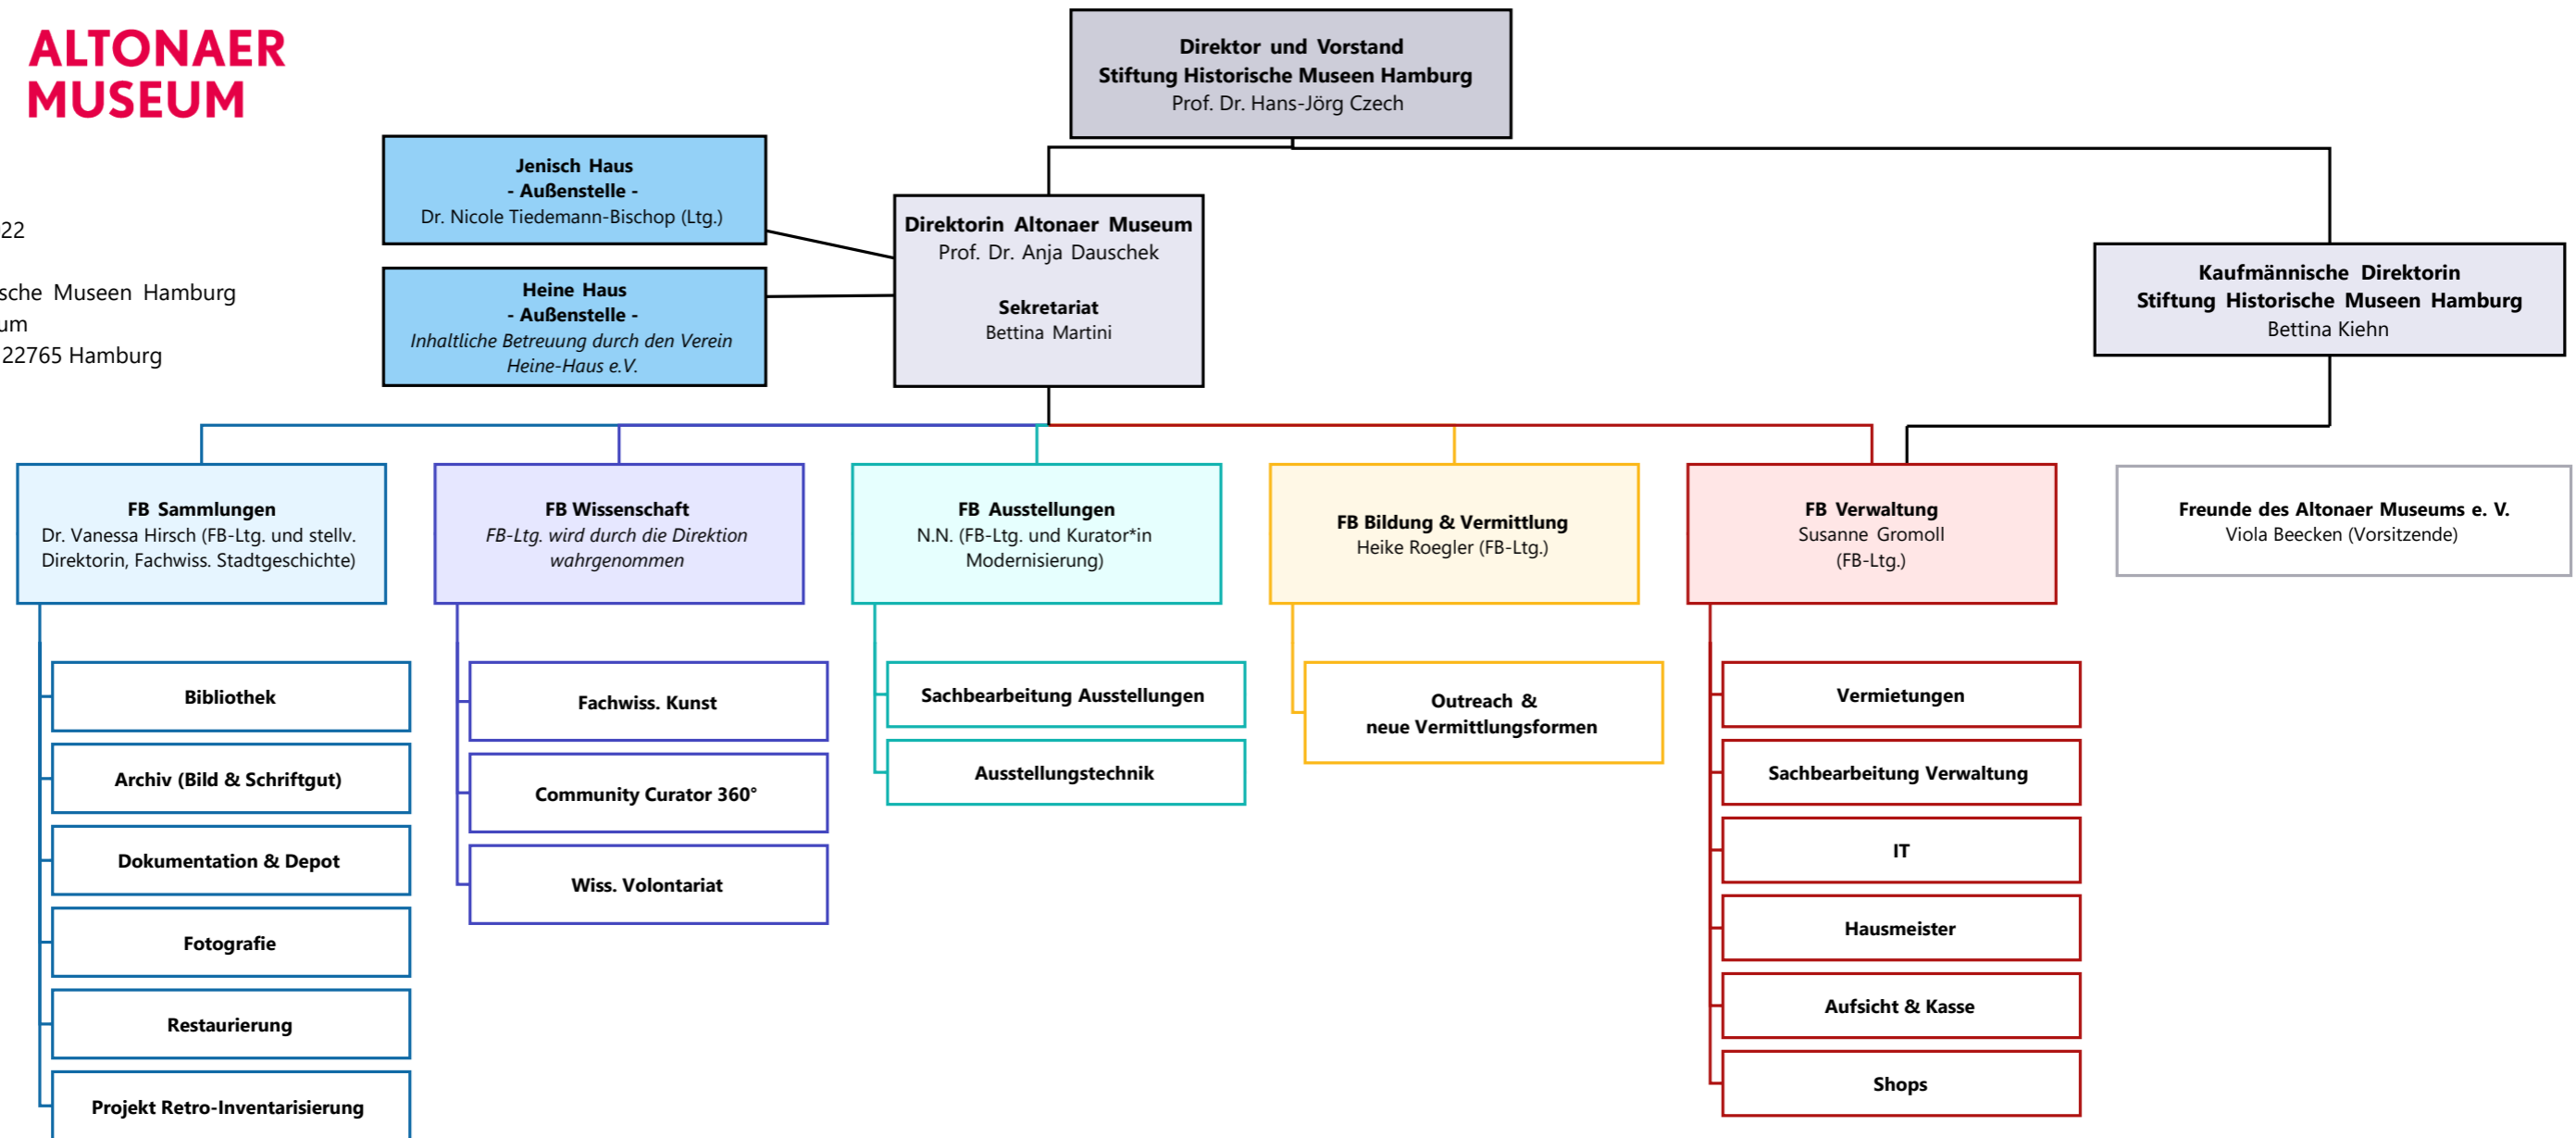 ALTONAER
MUSEUM
Direktor und Vorstand
Stiftung Historische Museen Hamburg
Prof. Dr. Hans-Jörg Czech
Jenisch Haus
- Außenstelle -
Dr. Nicole Tiedemann-Bischop (Ltg.)
Heine Haus
- Außenstelle -
Inhaltliche Betreuung durch den Verein
Heine-Haus e.V.
Direktorin Altonaer Museum
Prof. Dr. Anja Dauschek
Sekretariat
Bettina Martini
Kaufmännische Direktorin
Stiftung Historische Museen Hamburg
Bettina Kiehn
22
Museen Hamburg
22765 Hamburg
FB Sammlungen
Dr. Vanessa Hirsch (FB-Ltg. und stellv.
Direktorin, Fachwiss. Stadtgeschichte)
Bibliothek
Archiv (Bild & Schriftgut)
Dokumentation & Depot
Fotografie
Restaurierung
Projekt Retro-Inventarisierung
FB Wissenschaft
FB-Ltg. wird durch die Direktion
wahrgenommen
Fachwiss. Kunst
Community Curator 360°
Wiss. Volontariat
FB Ausstellungen
N.N. (FB-Ltg. und Kurator*in
Modernisierung)
Sachbearbeitung Ausstellungen
Ausstellungstechnik
FB Bildung & Vermittlung
Heike Roegler (FB-Ltg.)
Outreach &
neue Vermittlungsformen
FB Verwaltung
Susanne Gromoll
(FB-Ltg.)
Vermietungen
Sachbearbeitung Verwaltung
IT
Hausmeister
Aufsicht & Kasse
Shops
Freunde des Altonaer Museums e. V.
Viola Beecken (Vorsitzende)